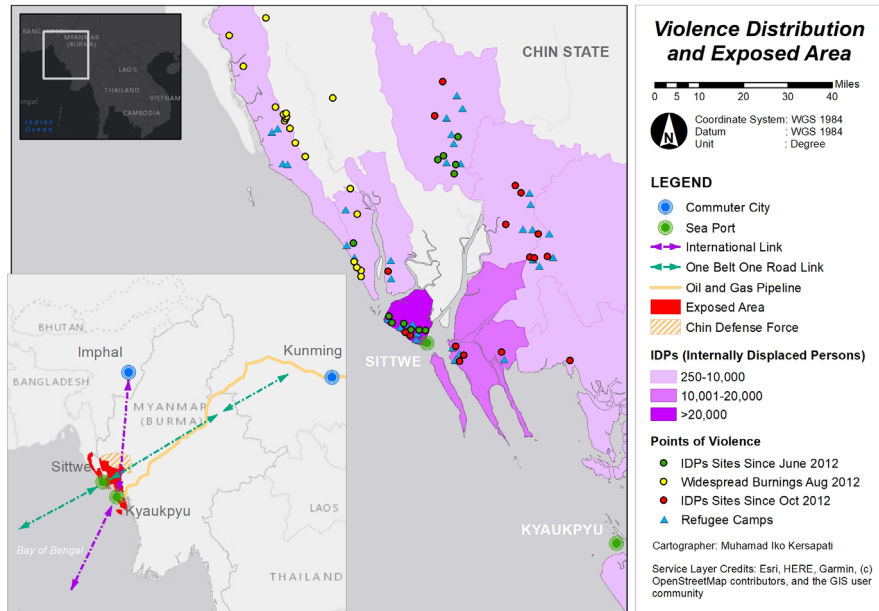 Violence Distribution
and Exposed Area
Miles
0 5 10 20 30 40
N
Coordinate System: WGS 1984
Datum : WGS 1984
Unit : Degree
LEGEND
Commuter City
Sea Port
International Link
One Belt One Road Link
Oil and Gas Pipeline
Exposed Area
Chin Defense Force
IDPs (Internally Displaced Persons)
250-10,000
10,001-20,000
>20,000
Points of Violence
IDPs Sites Since June 2012
Widespread Burnings Aug 2012
IDPs Sites Since Oct 2012
Refugee Camps
Cartographer: Muhamad Iko Kersapati
Service Layer Credits: Esri, HERE, Garmin, (c)
OpenStreetMap contributors, and the GIS user
community
CHIN STATE
SITTWE
KYAUKPYU
MYANMAR
(BURMA)
LAOS
THAILAND
VIETNAM
CAMBODIA
Indian
Ocean
BHUTAN
Imphal
Kunming
BANGLADESH
MYANMAR
(BURMA)
Sittwe
Kyaukpyu
LAOS
Bay of Bengal
THAILAND